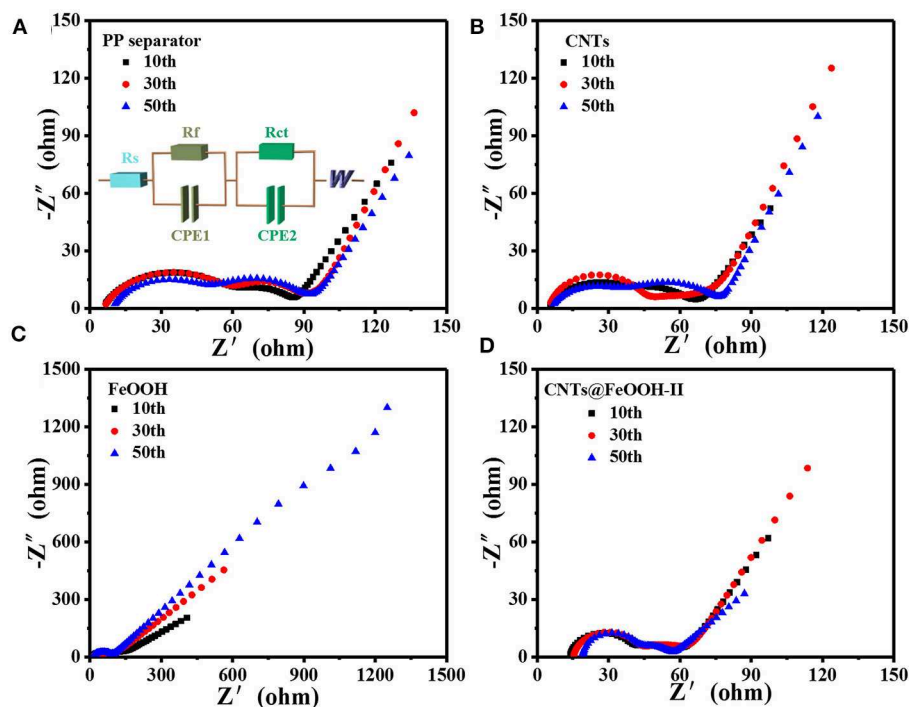 A
PP separator
10th
30th
50th
Rs
Rf
CPE1
Rct
CPE2
W
150
120
90
60
30
0
-Z″ (ohm)
0 30 60 90 120 150
Z′ (ohm)
B
CNTs
10th
30th
50th
150
120
90
60
30
0
-Z″ (ohm)
0 30 60 90 120 150
Z′ (ohm)
C
FeOOH
10th
30th
50th
1500
1200
900
600
300
0
-Z″ (ohm)
0 300 600 900 1200 1500
Z′ (ohm)
D
CNTs@FeOOH-II
10th
30th
50th
150
120
90
60
30
0
-Z″ (ohm)
0 30 60 90 120 150
Z′ (ohm)